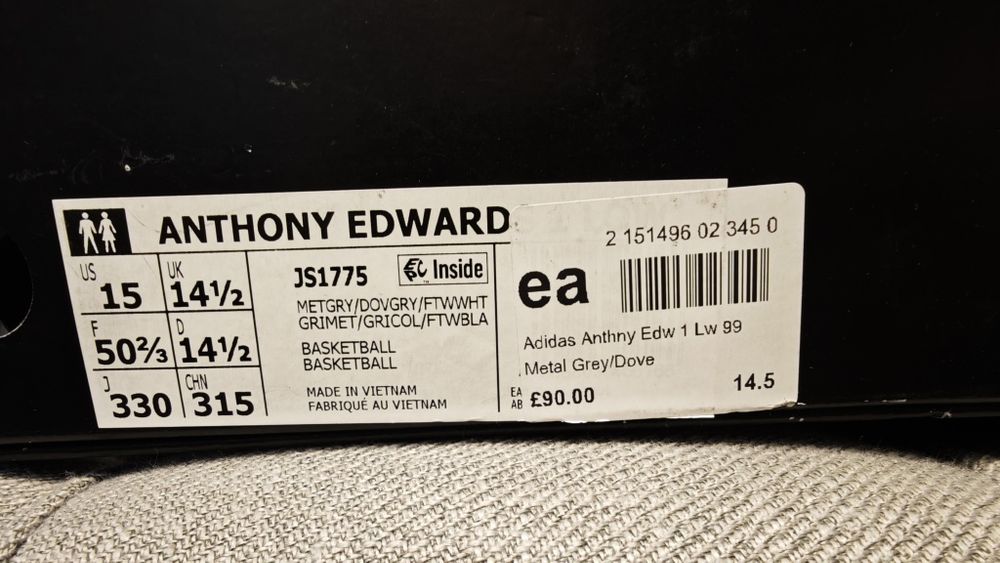 ANTHONY EDWARD
US
15
UK
14½
F
50⅔
D
14½
J
330
CHN
315
JS1775
Inside
™
METGRY/DOVGRY/FTWWHT
GRIMET/GRICOL/FTWBLA
BASKETBALL
BASKETBALL
MADE IN VIETNAM
FABRIQUÉ AU VIETNAM
2 151496 02 345 0
ea
Adidas Anthny Edw 1 Lw 99
Metal Grey/Dove
£90.00
14.5
EA
AB